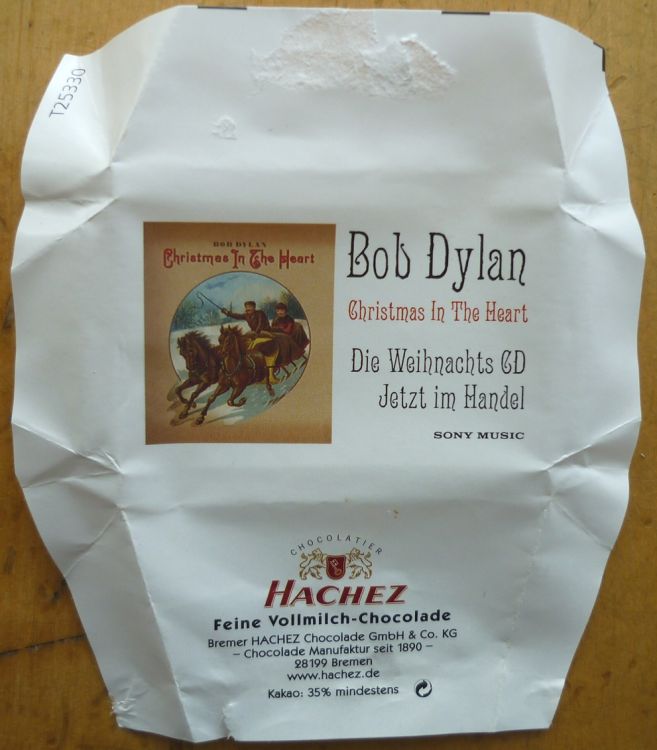 T25330
BOB DYLAN
Christmas In The Heart
Bob Dylan
Christmas In The Heart
Die Weihnachts CD
Jetzt im Handel
SONY MUSIC
CHOCOLATIER
HACHEZ
Feine Vollmilch-Chocolade
Bremer HACHEZ Chocolade GmbH & Co. KG
– Chocolade Manufaktur seit 1890 –
28199 Bremen
www.hachez.de
Kakao: 35% mindestens